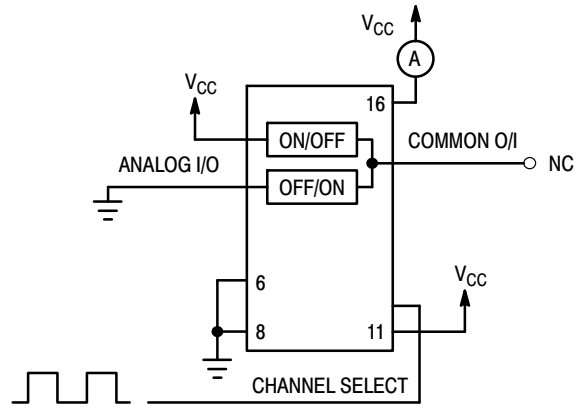 VCC
A
VCC
16
ON/OFF
COMMON O/I
NC
ANALOG I/O
OFF/ON
VCC
6
8
11
CHANNEL SELECT